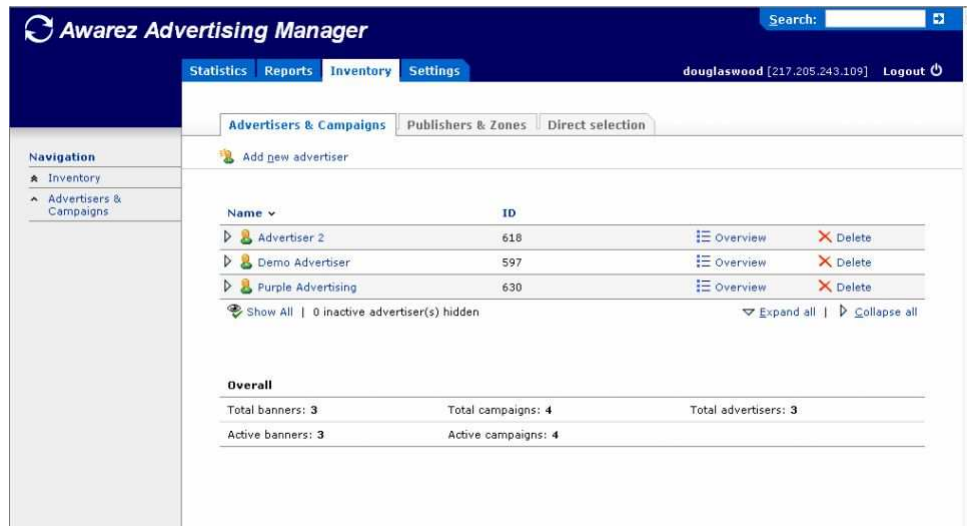 Search:
Awarez Advertising Manager
Statistics Reports Inventory Settings douglaswood [217.205.243.109] Logout
Advertisers & Campaigns Publishers & Zones Direct selection
Navigation
Add new advertiser
Inventory
Advertisers &
Campaigns
Name ID
Advertiser 2 618 Overview Delete
Demo Advertiser 597 Overview Delete
Purple Advertising 630 Overview Delete
Show All | 0 inactive advertiser(s) hidden Expand all | Collapse all
Overall
Total banners: 3 Total campaigns: 4 Total advertisers: 3
Active banners: 3 Active campaigns: 4